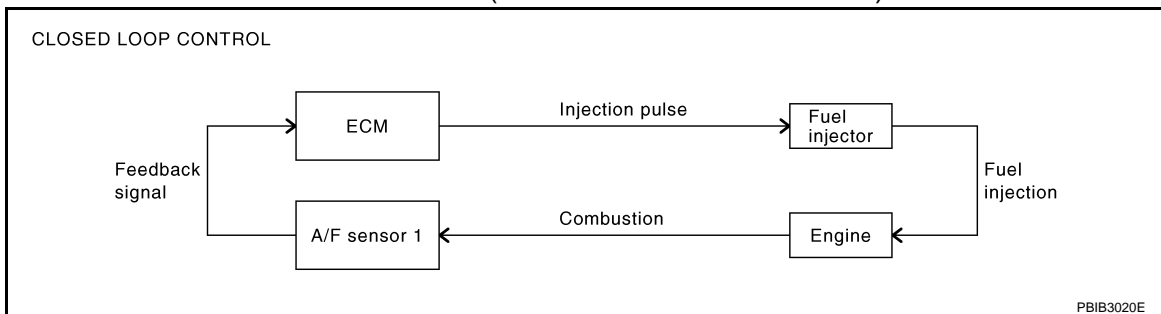 CLOSED LOOP CONTROL
ECM
Injection pulse
Fuel
injector
Feedback
signal
Fuel
injection
A/F sensor 1
Combustion
Engine
PBIB3020E